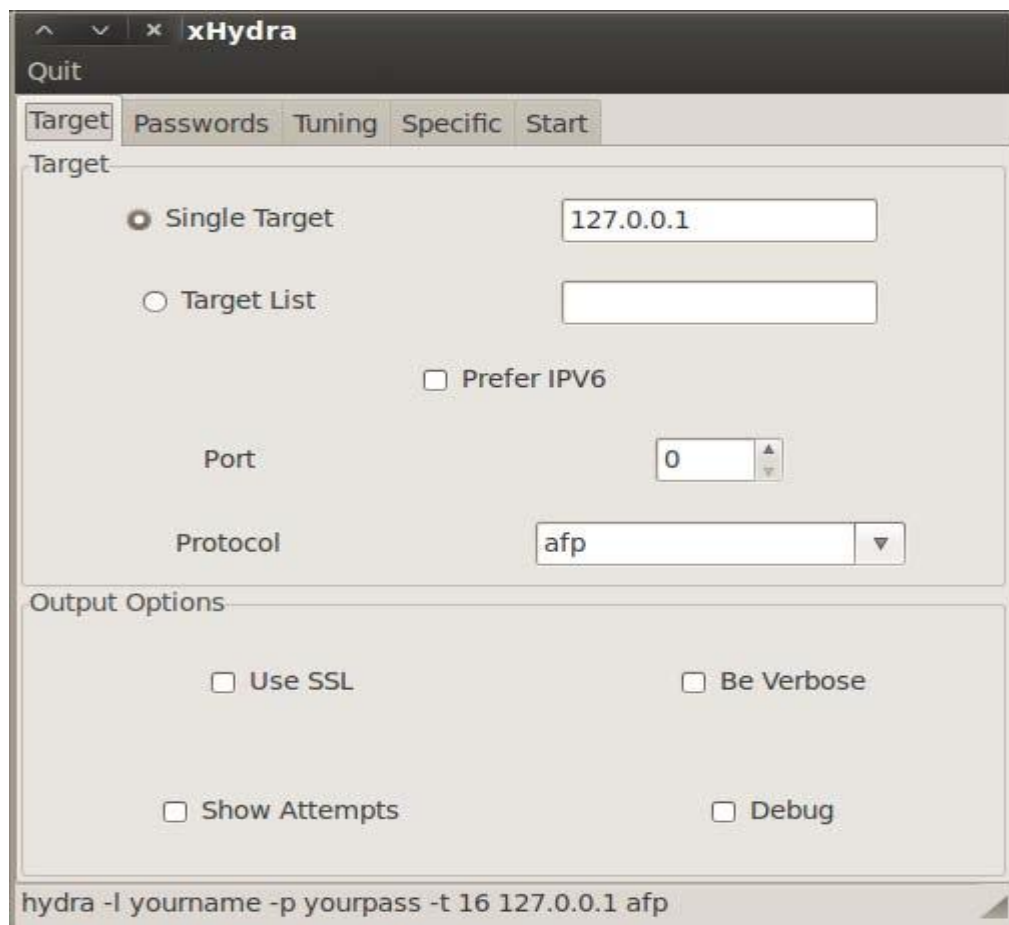 xHydra
Quit
Target Passwords Tuning Specific Start
Target
Single Target 127.0.0.1
Target List
Prefer IPV6
Port 0
Protocol afp
Output Options
Use SSL Be Verbose
Show Attempts Debug
hydra -l yourname -p yourpass -t 16 127.0.0.1 afp